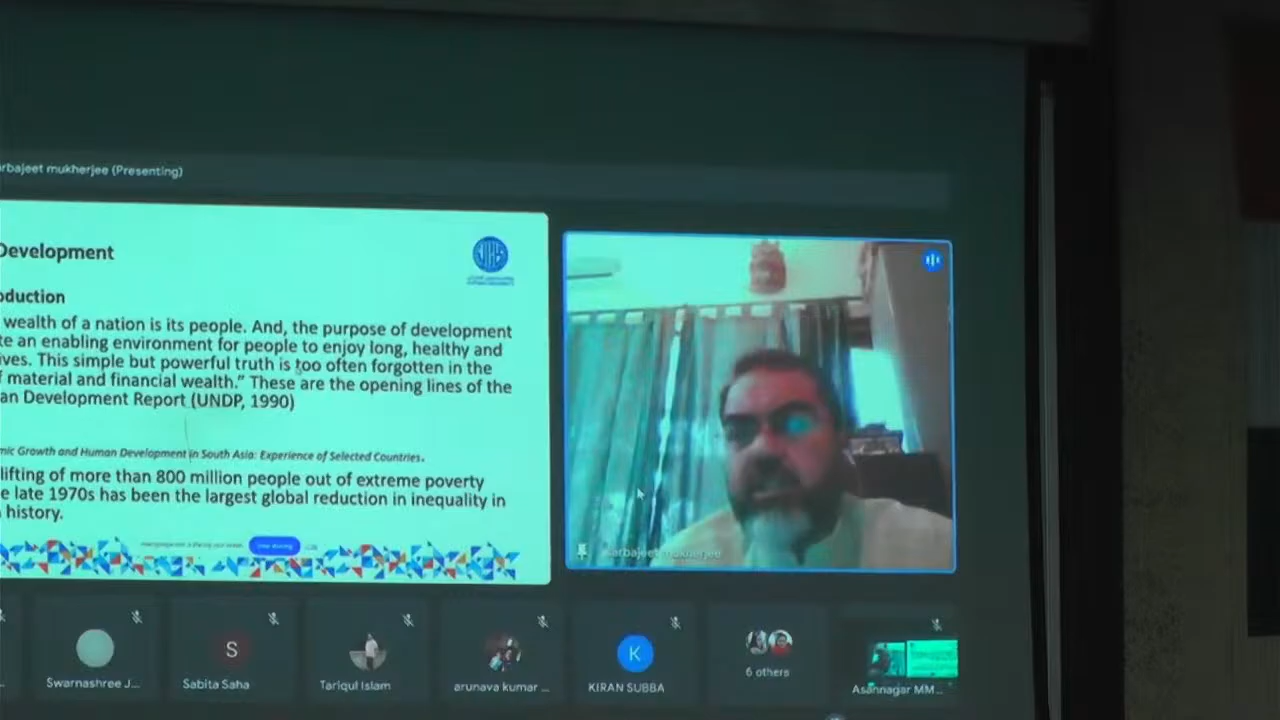 rbajeet mukherjee (Presenting)
Development
oduction
wealth of a nation is its people. And, the purpose of development
te an enabling environment for people to enjoy long, healthy and
ives. This simple but powerful truth is too often forgotten in the
f material and financial wealth.” These are the opening lines of the
an Development Report (UNDP, 1990)
mic Growth and Human Development in South Asia: Experience of Selected Countries.
lifting of more than 800 million people out of extreme poverty
e late 1970s has been the largest global reduction in inequality in
history.
arbajeet mukherjee
Swarnashree J...
S
Sabita Saha
Tariqul Islam
arunava kumar ...
K
KIRAN SUBBA
6 others
Asannagar MM...